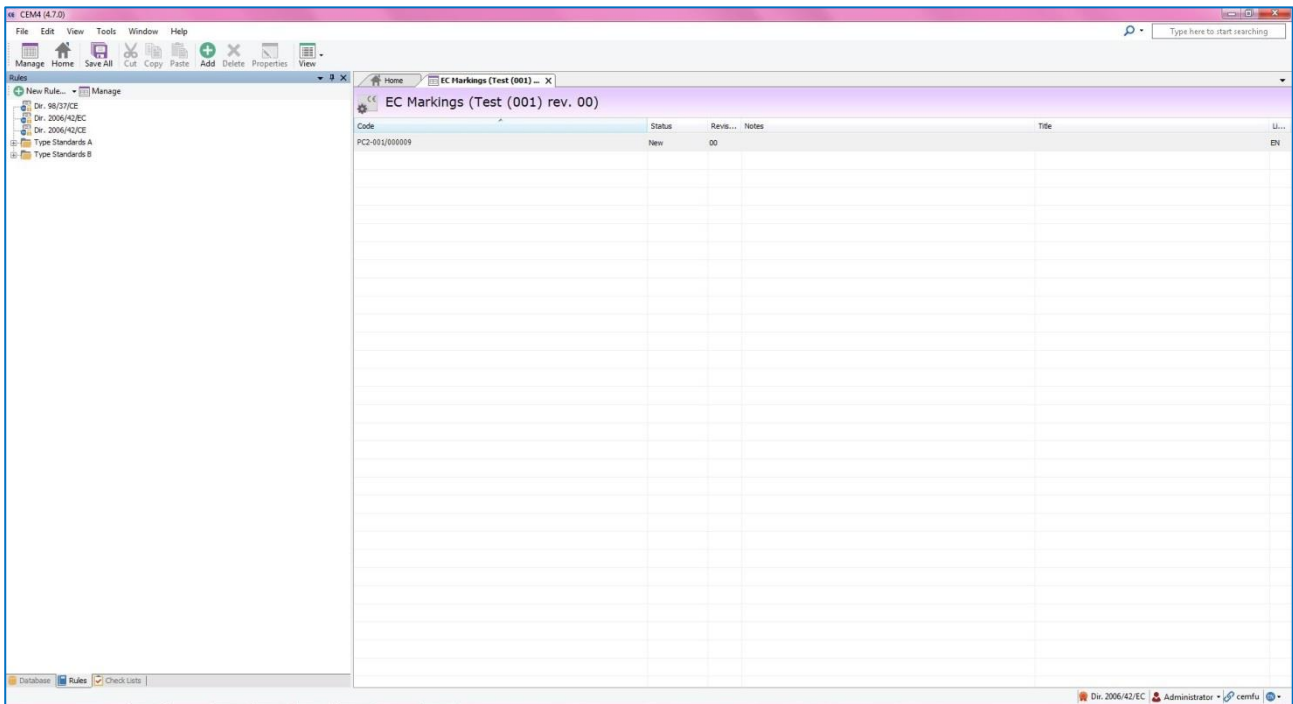 CEM4 (4.7.0)
File Edit View Tools Window Help
Type here to start searching
Manage Home Save All Cut Copy Paste Add Delete Properties View
Rules
New Rule... Manage
Dir. 98/37/CE
Dir. 2006/42/EC
Dir. 2006/42/CE
Type Standards A
Type Standards B
Home EC Markings (Test (001) ... X
EC Markings (Test (001) rev. 00)
Code Status Revis... Notes Title Li...
PC2-001/000009 New 00 EN
Database Rules Check Lists
Dir. 2006/42/EC Administrator cemfu